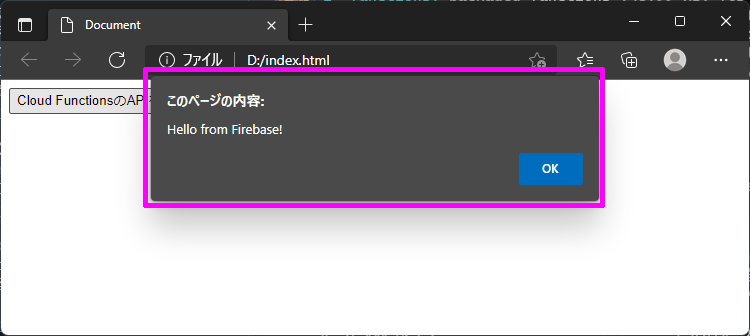 Document
ファイル D:/index.html
Cloud FunctionsのAP
このページの内容:
Hello from Firebase!
OK